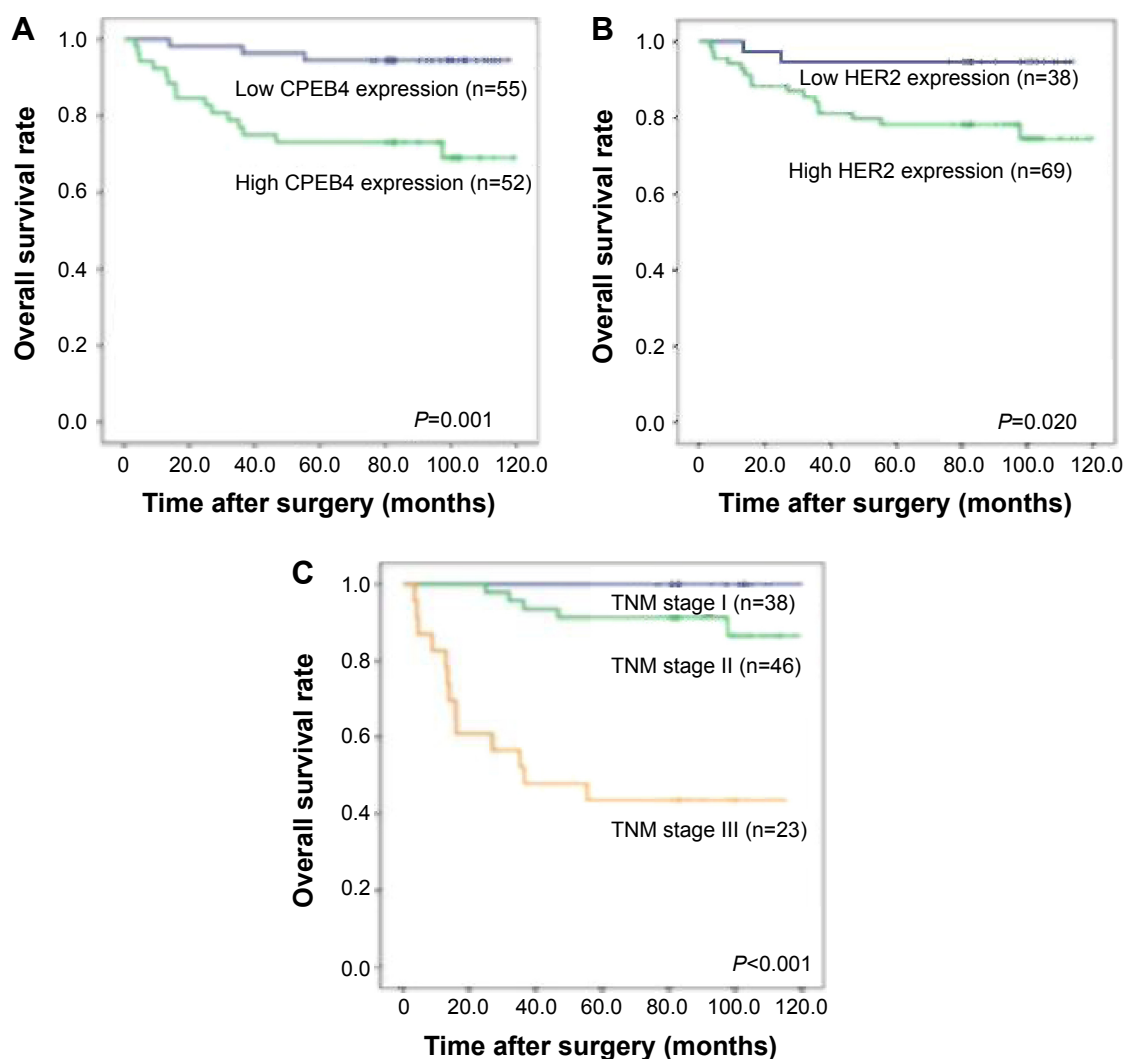 A
Overall survival rate
1.0
0.8
0.6
0.4
0.2
0.0
Low CPEB4 expression (n=55)
High CPEB4 expression (n=52)
P=0.001
0 20.0 40.0 60.0 80.0 100.0 120.0
Time after surgery (months)
B
Overall survival rate
1.0
0.8
0.6
0.4
0.2
0.0
Low HER2 expression (n=38)
High HER2 expression (n=69)
P=0.020
0 20.0 40.0 60.0 80.0 100.0 120.0
Time after surgery (months)
C
Overall survival rate
1.0
0.8
0.6
0.4
0.2
0.0
TNM stage I (n=38)
TNM stage II (n=46)
TNM stage III (n=23)
P<0.001
0 20.0 40.0 60.0 80.0 100.0 120.0
Time after surgery (months)